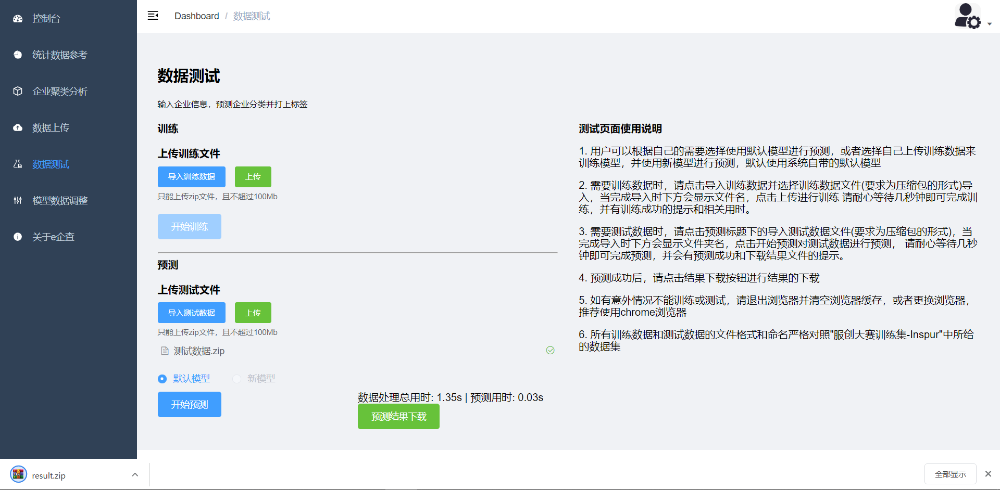 控制台
统计数据参考
企业聚类分析
数据上传
数据测试
模型数据调整
关于e企查
Dashboard / 数据测试
数据测试
输入企业信息，预测企业分类并打上标签
训练
上传训练文件
导入训练数据 上传
只能上传zip文件，且不超过100Mb
开始训练
预测
上传测试文件
导入测试数据 上传
只能上传zip文件，且不超过100Mb
测试数据.zip
默认模型 新模型
开始预测
数据处理总用时: 1.35s | 预测用时: 0.03s
预测结果下载
测试页面使用说明
1. 用户可以根据自己的需要选择使用默认模型进行预测，或者选择自己上传训练数据来
训练模型，并使用新模型进行预测，默认使用系统自带的默认模型
2. 需要训练数据时，请点击导入训练数据并选择训练数据文件(要求为压缩包的形式)导
入，当完成导入时下方会显示文件名，点击上传进行训练 请耐心等待几秒钟即可完成训
练，并有训练成功的提示和相关用时。
3. 需要测试数据时，请点击预测标题下的导入测试数据文件(要求为压缩包的形式)，当
完成导入时下方会显示文件夹名，点击开始预测对测试数据进行预测， 请耐心等待几秒
钟即可完成预测，并会有预测成功和下载结果文件的提示。
4. 预测成功后，请点击结果下载按钮进行结果的下载
5. 如有意外情况不能训练或测试，请退出浏览器并清空浏览器缓存，或者更换浏览器，
推荐使用chrome浏览器
6. 所有训练数据和测试数据的文件格式和命名严格对照"服创大赛训练集-Inspur"中所给
的数据集
result.zip
全部显示